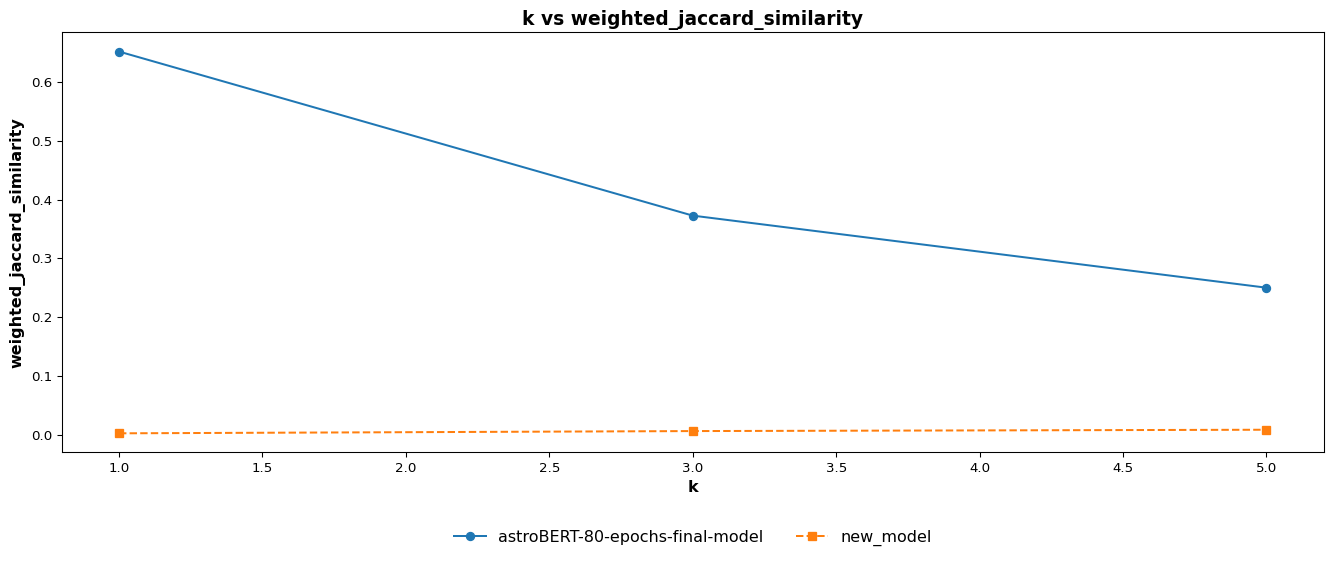 k vs weighted_jaccard_similarity
weighted_jaccard_similarity
0.6
0.5
0.4
0.3
0.2
0.1
0.0
1.0 1.5 2.0 2.5 3.0 3.5 4.0 4.5 5.0
k
astroBERT-80-epochs-final-model new_model